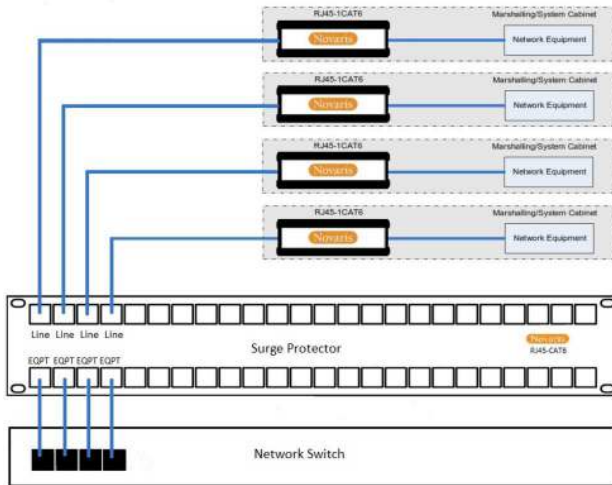 RJ45-1CAT6 Marshalling/System Cabinet
Novaris Network Equipment
RJ45-1CAT6 Marshalling/System Cabinet
Novaris Network Equipment
RJ45-1CAT6 Marshalling/System Cabinet
Novaris Network Equipment
RJ45-1CAT6 Marshalling/System Cabinet
Novaris Network Equipment
Line Line Line Line
Surge Protector
Novaris
RJ45-CAT6
EQPT EQPT EQPT EQPT
Network Switch